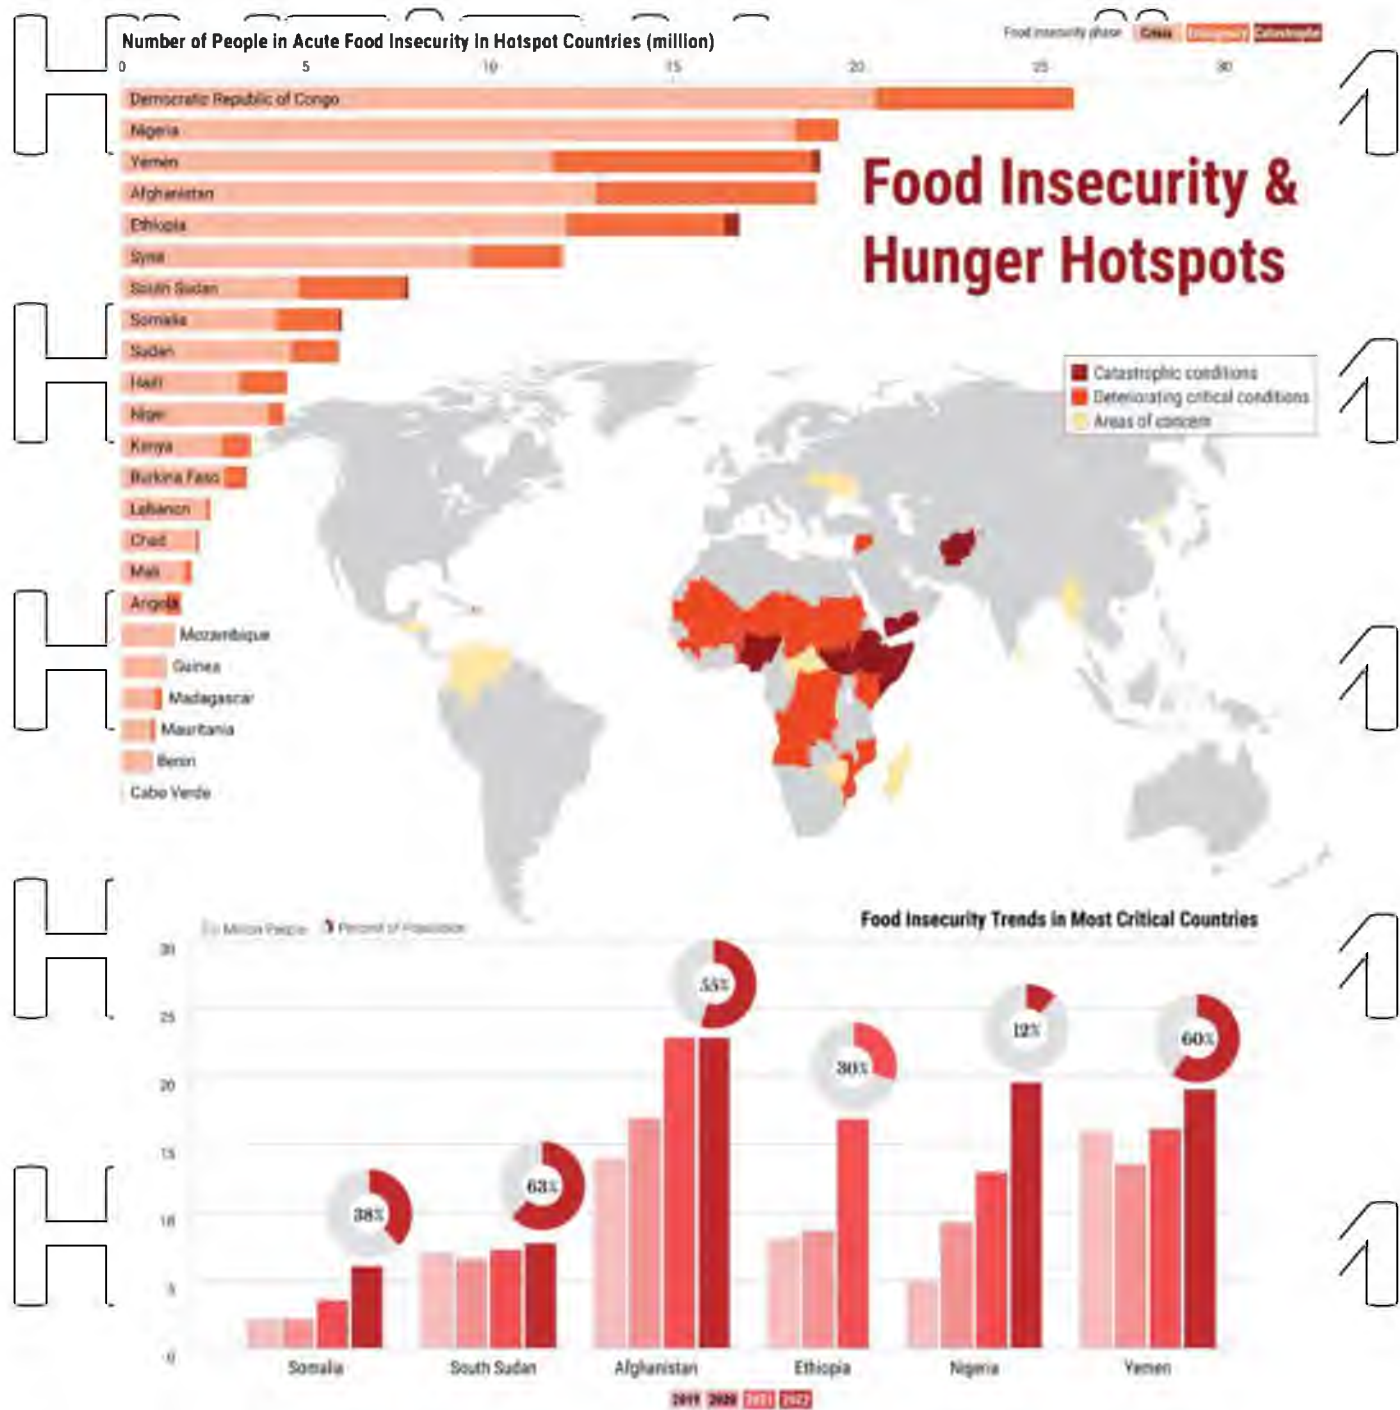 Number of People in Acute Food Insecurity in Hotspot Countries (million)
Food insecurity phase Crisis Emergency Catastrophe
0 5 10 15 20 25 30
Democratic Republic of Congo
Nigeria
Yemen
Afghanistan
Ethiopia
Syria
South Sudan
Somalia
Sudan
Haiti
Niger
Kenya
Burkina Faso
Lebanon
Chad
Mali
Angola
Mozambique
Guinea
Madagascar
Mauritania
Benin
Cabo Verde
Food Insecurity &
Hunger Hotspots
Catastrophic conditions
Deteriorating critical conditions
Areas of concern
Million People Percent of Population
Food Insecurity Trends in Most Critical Countries
30
25
20
15
10
5
0
38%
63%
55%
30%
12%
60%
Somalia South Sudan Afghanistan Ethiopia Nigeria Yemen
2019 2020 2021 2022